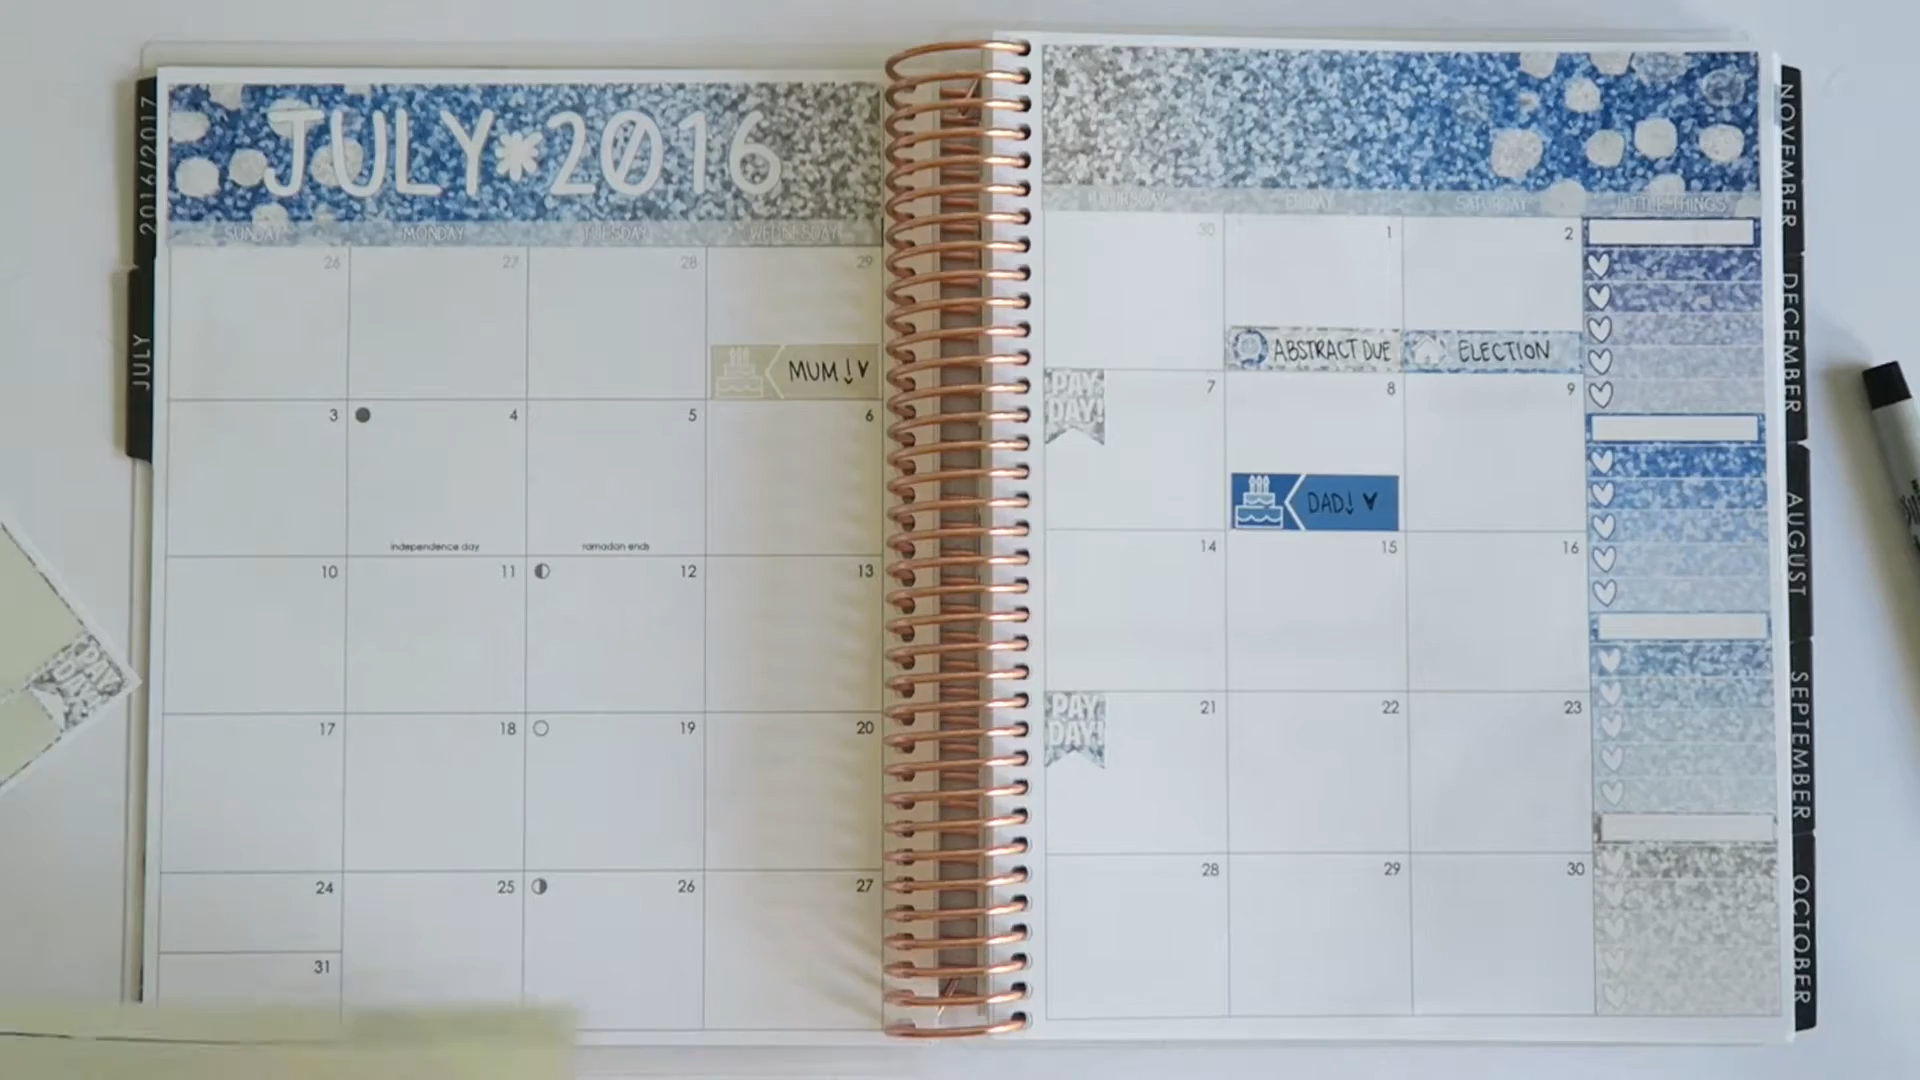 JULY*2016
SUNDAY MONDAY TUESDAY WEDNESDAY THURSDAY FRIDAY SATURDAY LITTLE THINGS
26 27 28 29 30 1 2
MUM! ABSTRACT DUE ELECTION
3 4 5 6 7 8 9
PAY
DAY!
DAD!
independence day ramadan ends
10 11 12 13 14 15 16
17 18 19 20 21 22 23
PAY
DAY!
24 25 26 27 28 29 30
31
2016/2017
JULY
NOVEMBER
DECEMBER
AUGUST
SEPTEMBER
OCTOBER
PAY
DAY!